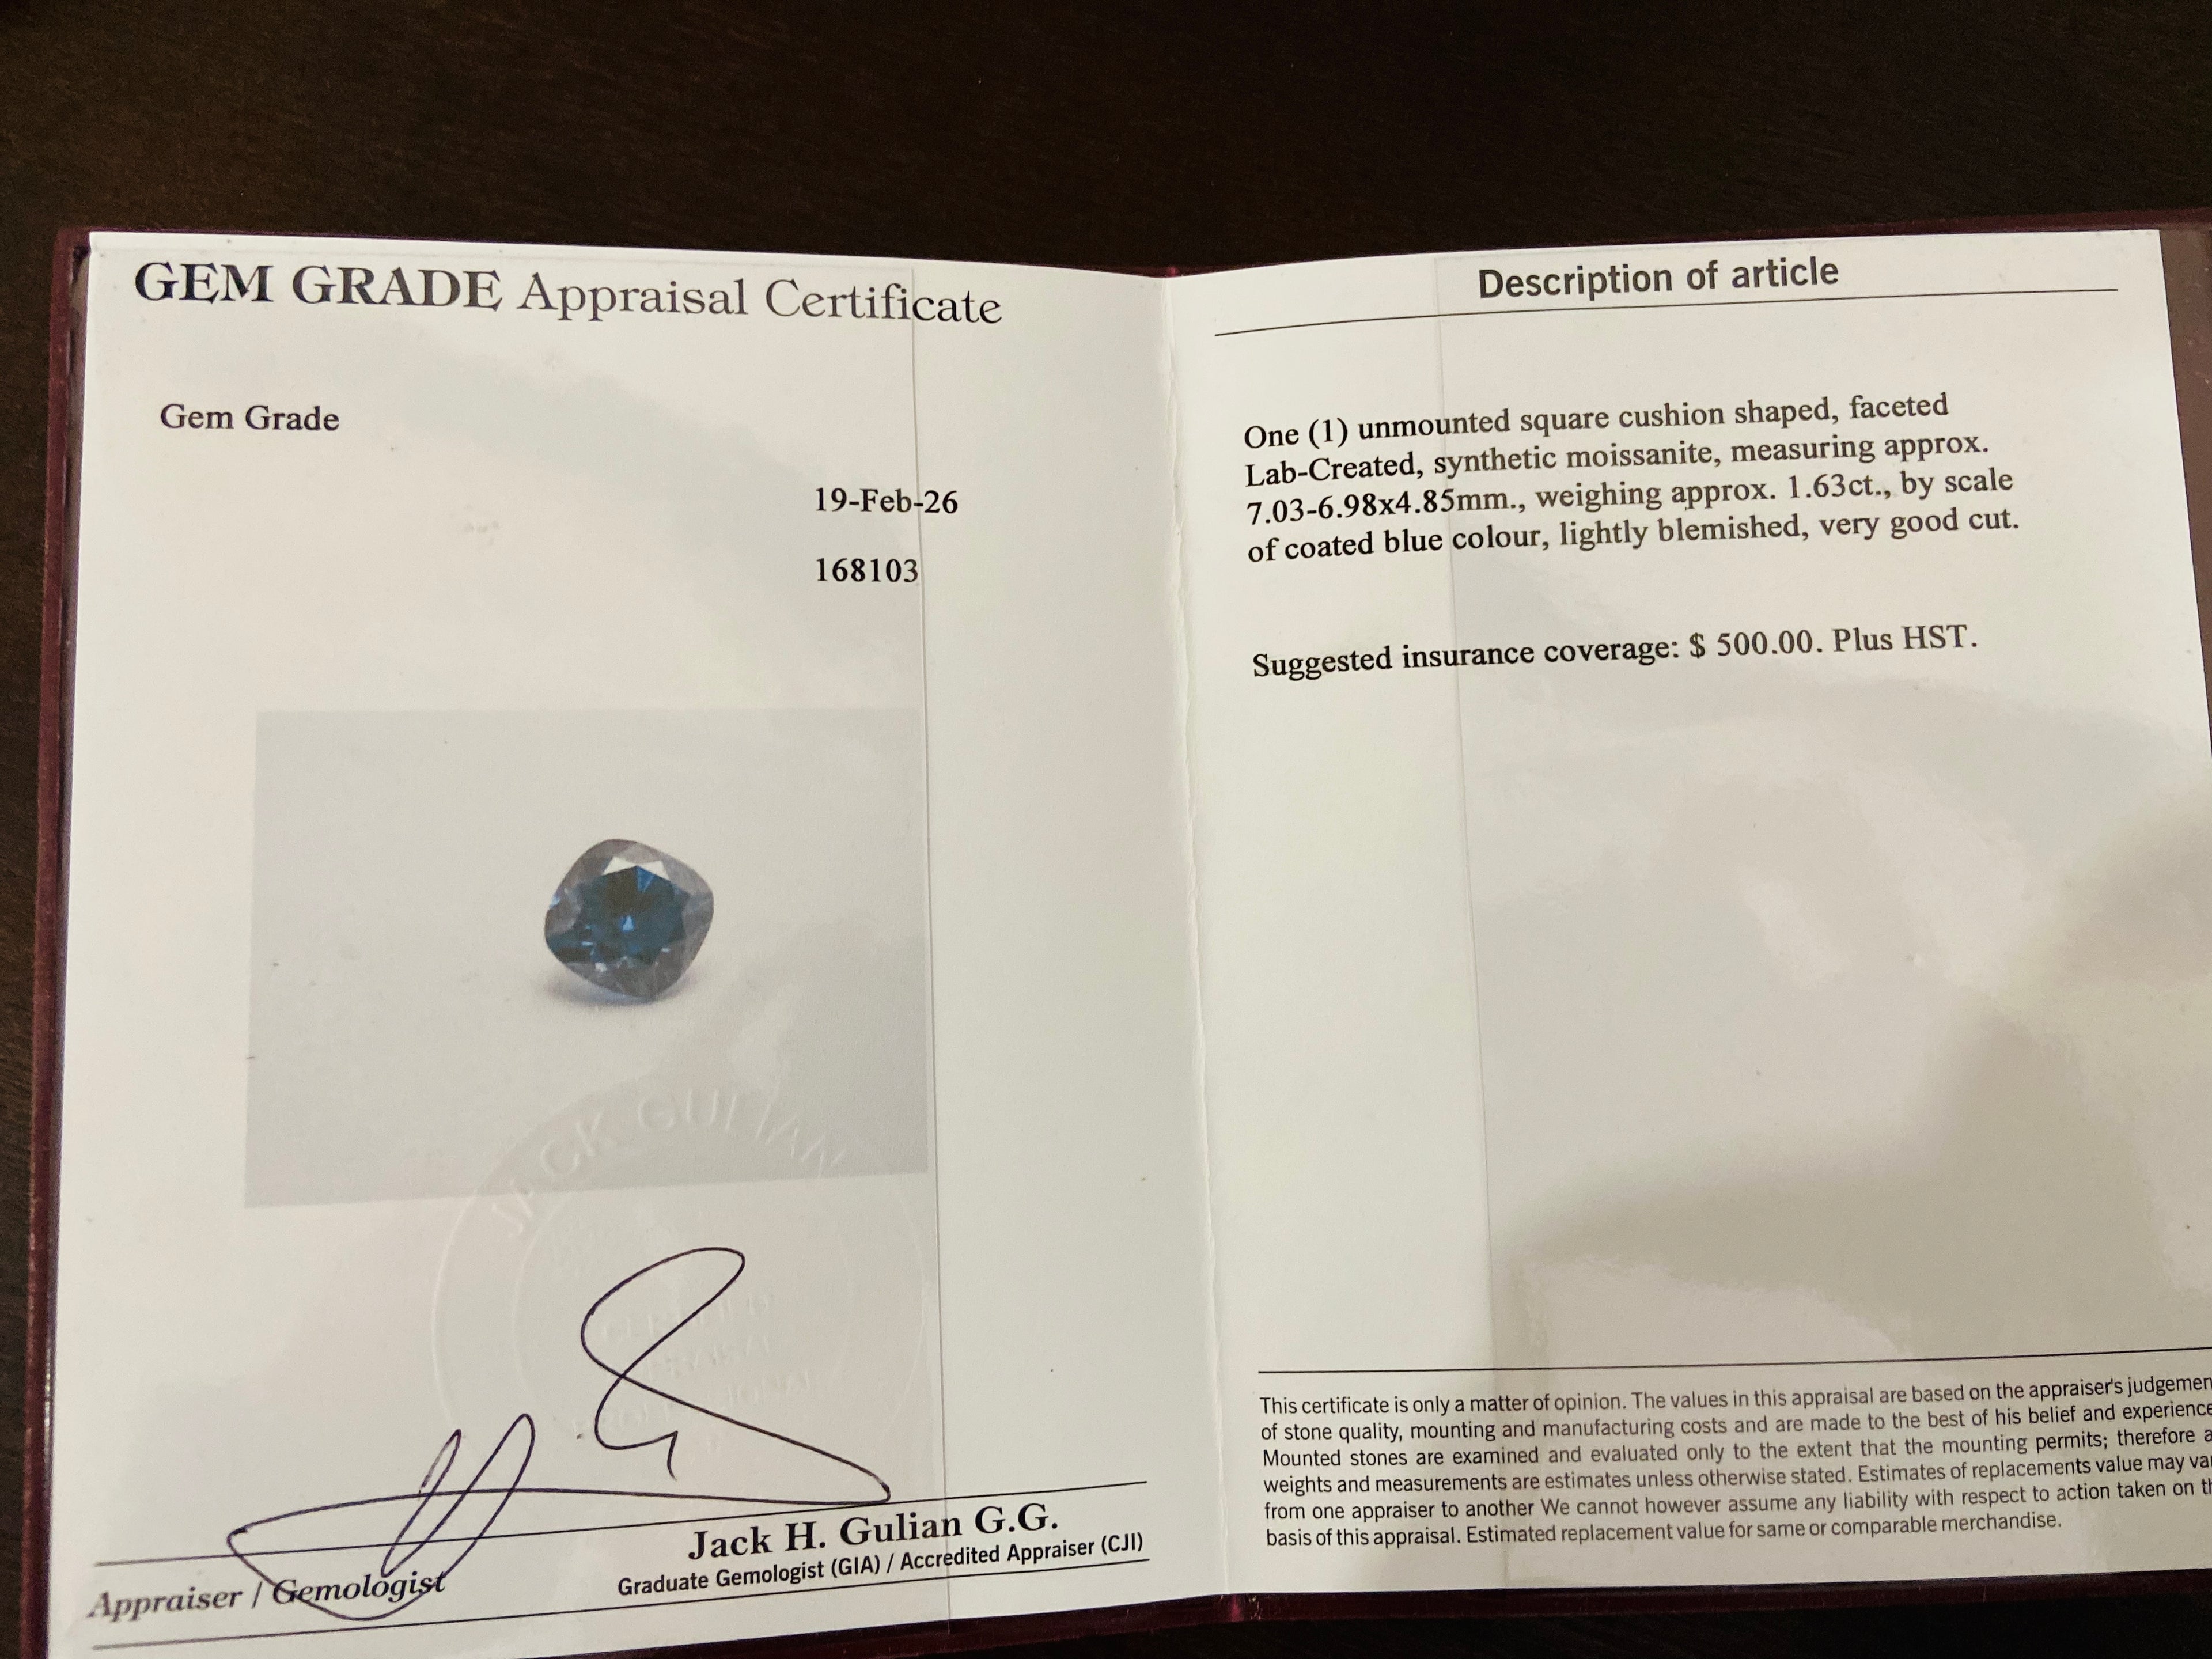 GEM GRADE Appraisal Certificate
Gem Grade
19-Feb-26
168103
JACK GULIAN
Jack H. Gulian G.G.
Graduate Gemologist (GIA) / Accredited Appraiser (CJI)
Appraiser / Gemologist
Description of article
One (1) unmounted square cushion shaped, faceted
Lab-Created, synthetic moissanite, measuring approx.
7.03-6.98x4.85mm., weighing approx. 1.63ct., by scale
of coated blue colour, lightly blemished, very good cut.
Suggested insurance coverage: $ 500.00. Plus HST.
This certificate is only a matter of opinion. The values in this appraisal are based on the appraiser's judgemen
of stone quality, mounting and manufacturing costs and are made to the best of his belief and experience
Mounted stones are examined and evaluated only to the extent that the mounting permits; therefore a
weights and measurements are estimates unless otherwise stated. Estimates of replacements value may va
from one appraiser to another We cannot however assume any liability with respect to action taken on th
basis of this appraisal. Estimated replacement value for same or comparable merchandise.